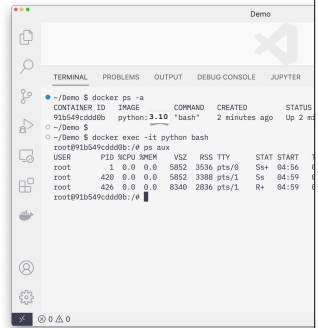 Demo
TERMINAL PROBLEMS OUTPUT DEBUG CONSOLE JUPYTER
~/Demo $ docker ps -a
CONTAINER ID IMAGE COMMAND CREATED STATUS
91b549cddd0b python:3.10 "bash" 2 minutes ago Up 2 mi
~/Demo $
~/Demo $ docker exec -it python bash
root@91b549cddd0b:/# ps aux
USER PID %CPU %MEM VSZ RSS TTY STAT START T
root 1 0.0 0.0 5852 3536 pts/0 Ss+ 04:56 0
root 420 0.0 0.0 5852 3388 pts/1 Ss 04:59 0
root 426 0.0 0.0 8340 2836 pts/1 R+ 04:59 0
root@91b549cddd0b:/#
0 0